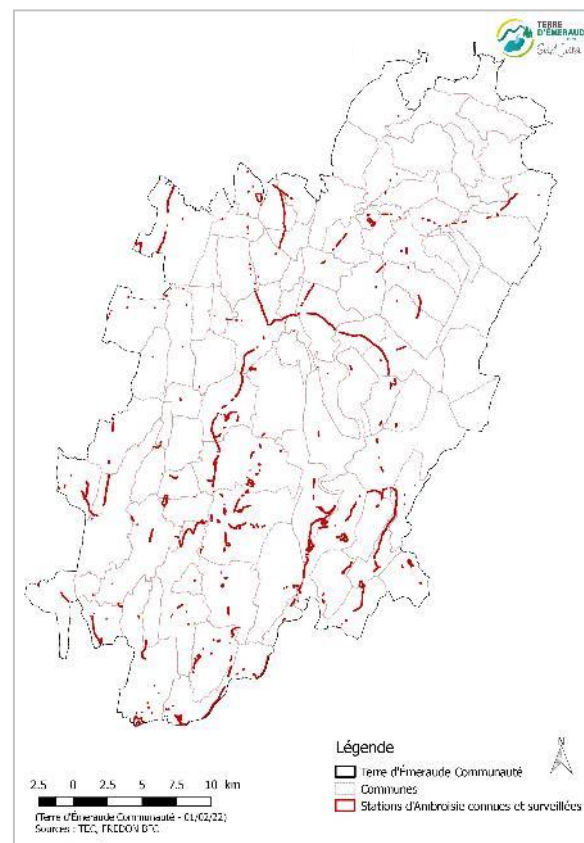 TERRE
D'ÉMERAUDE
Légende
Terre d'Émeraude Communauté
Communes
Stations d'Ambroisie connues et surveillées
N
2.5 0 2.5 5 7.5 10 km
(Terre d'Émeraude Communauté - 01/02/22)
Sources : TEC, FREDON BFC